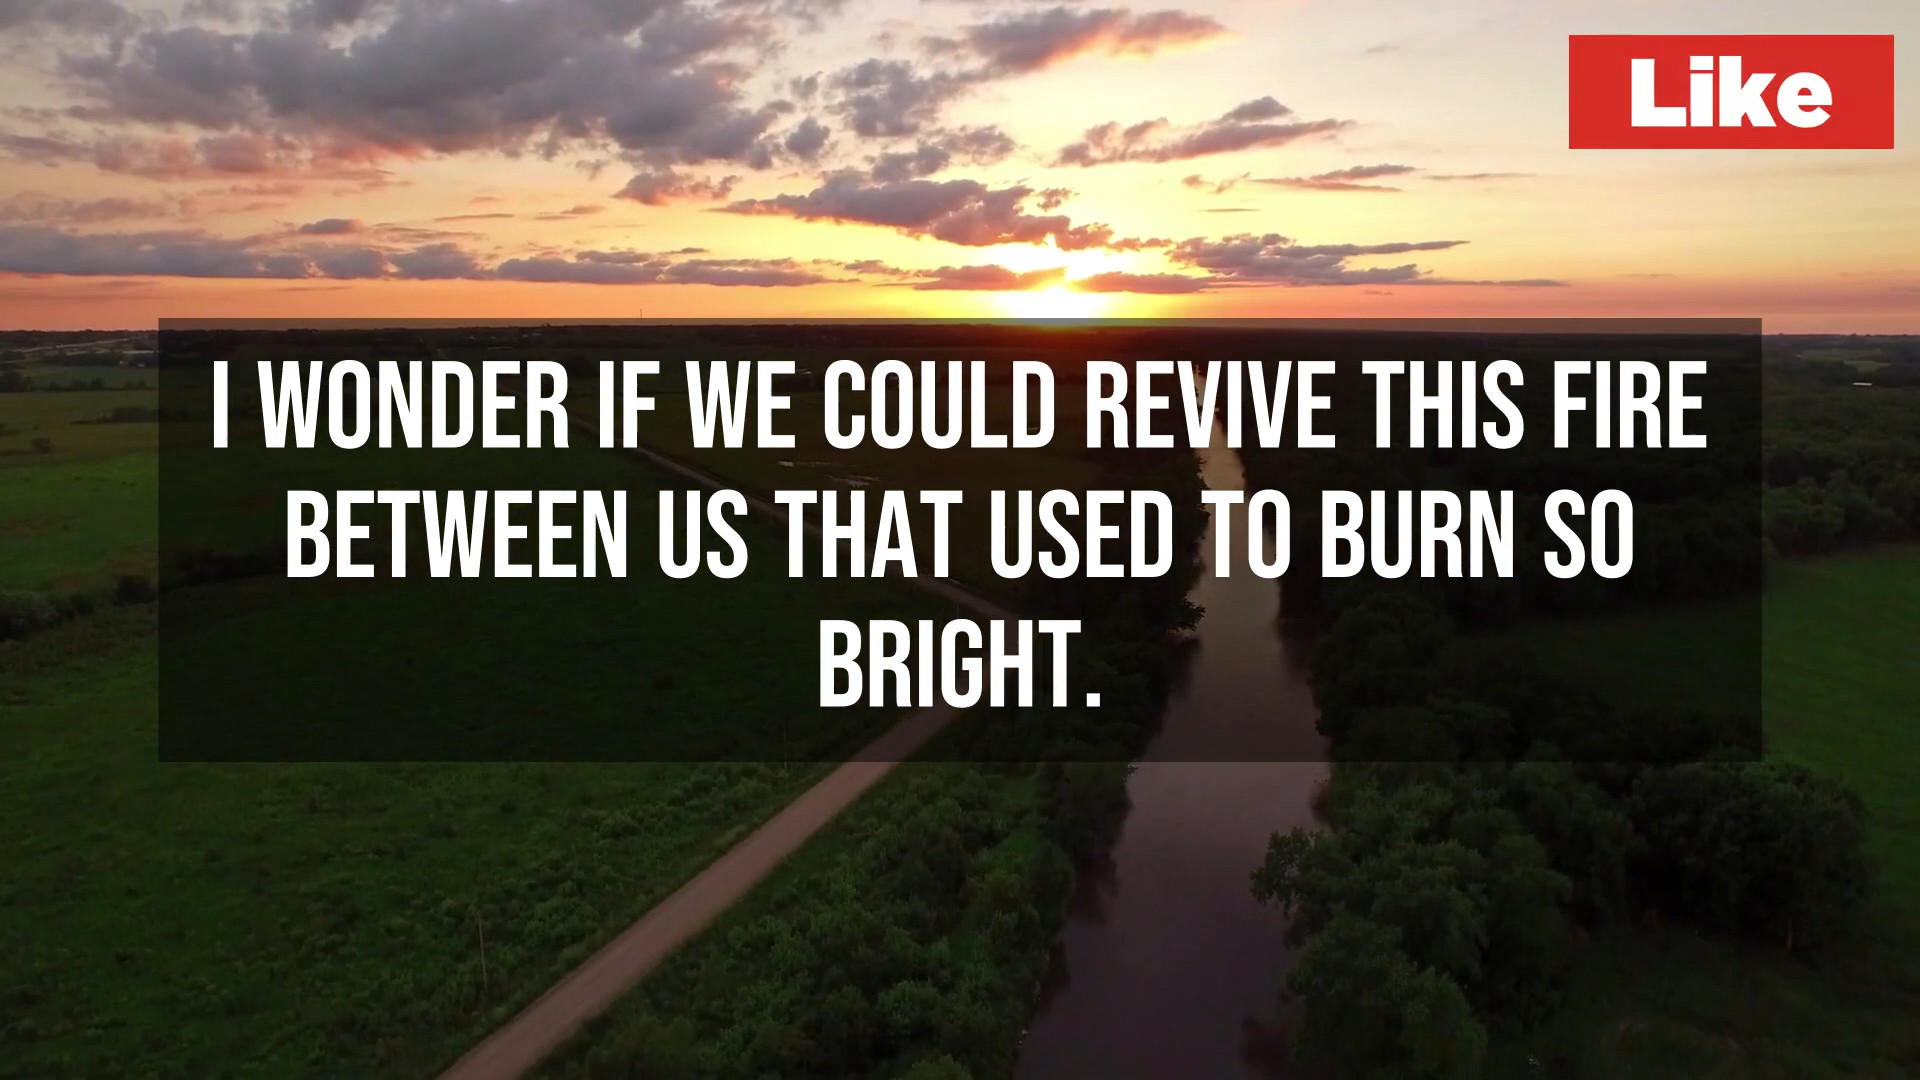 Like
I WONDER IF WE COULD REVIVE THIS FIRE
BETWEEN US THAT USED TO BURN SO
BRIGHT.